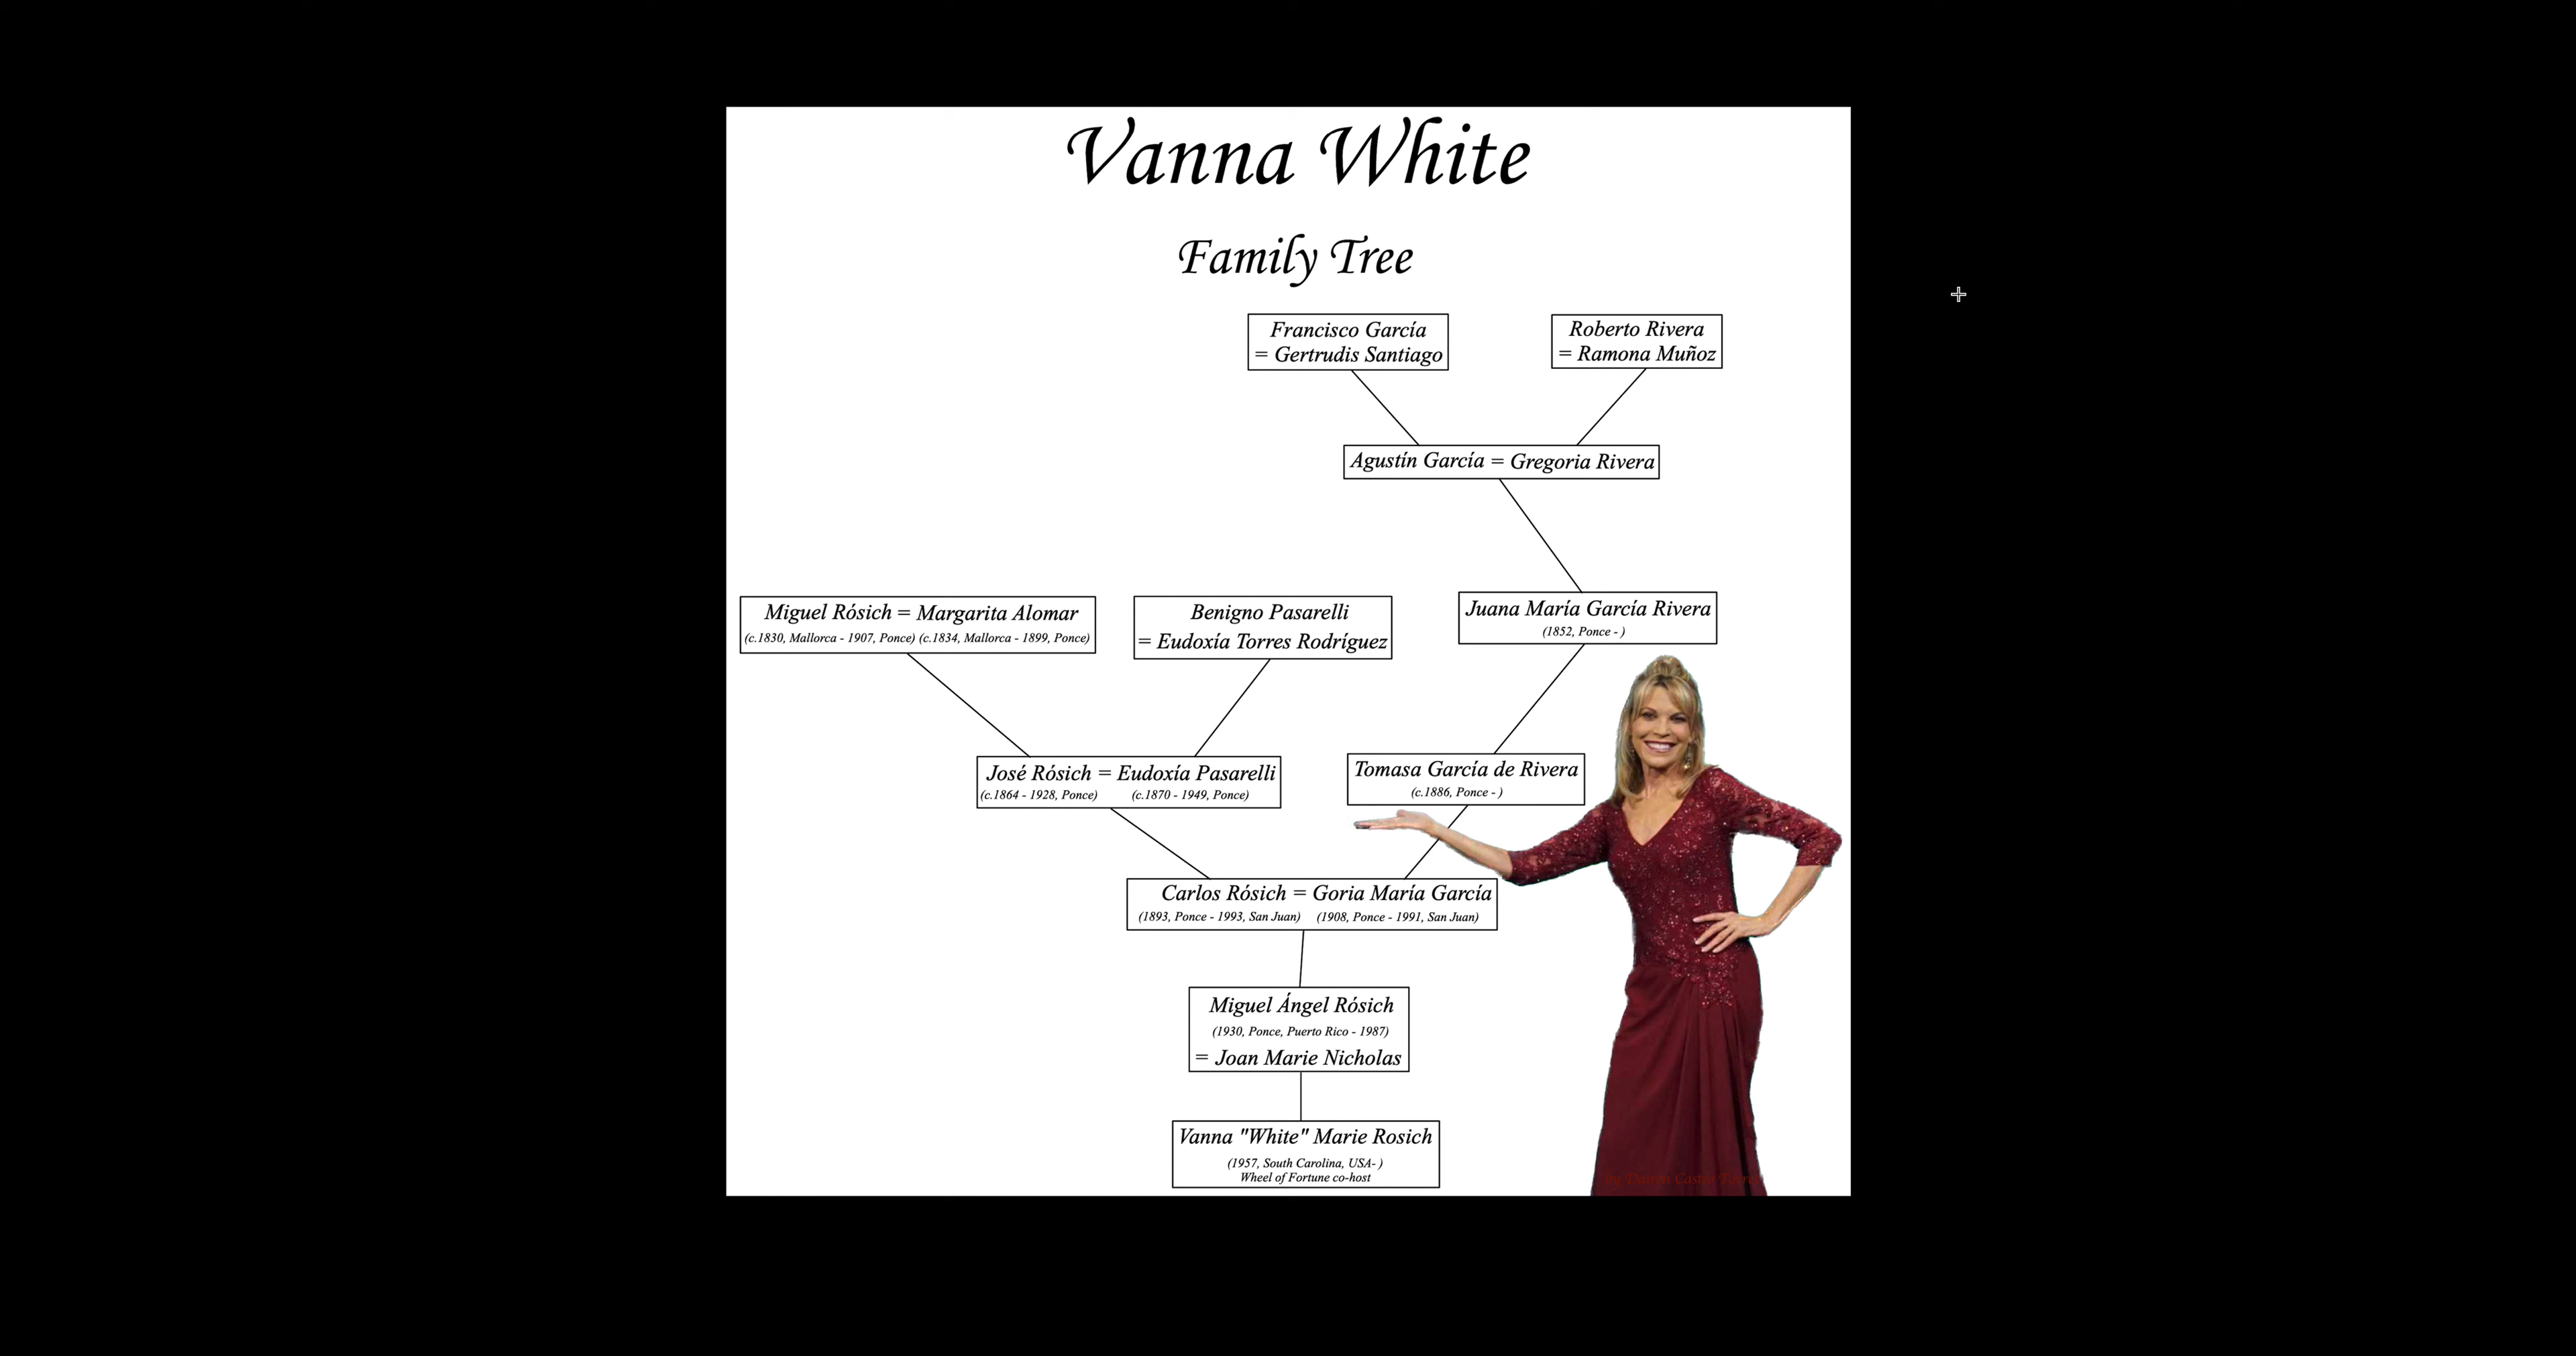 Vanna White
Family Tree
Francisco García
= Gertrudis Santiago
Roberto Rivera
= Ramona Muñoz
Agustín García = Gregoria Rivera
Miguel Rósich = Margarita Alomar
(c.1830, Mallorca - 1907, Ponce) (c.1834, Mallorca - 1899, Ponce)
Benigno Pasarelli
= Eudoxía Torres Rodríguez
Juana María García Rivera
(1852, Ponce - )
José Rósich = Eudoxía Pasarelli
(c.1864 - 1928, Ponce) (c.1870 - 1949, Ponce)
Tomasa García de Rivera
(c.1886, Ponce - )
Carlos Rósich = Goria María García
(1893, Ponce - 1993, San Juan) (1908, Ponce - 1991, San Juan)
Miguel Ángel Rósich
(1930, Ponce, Puerto Rico - 1987)
= Joan Marie Nicholas
Vanna "White" Marie Rosich
(1957, South Carolina, USA- )
Wheel of Fortune co-host